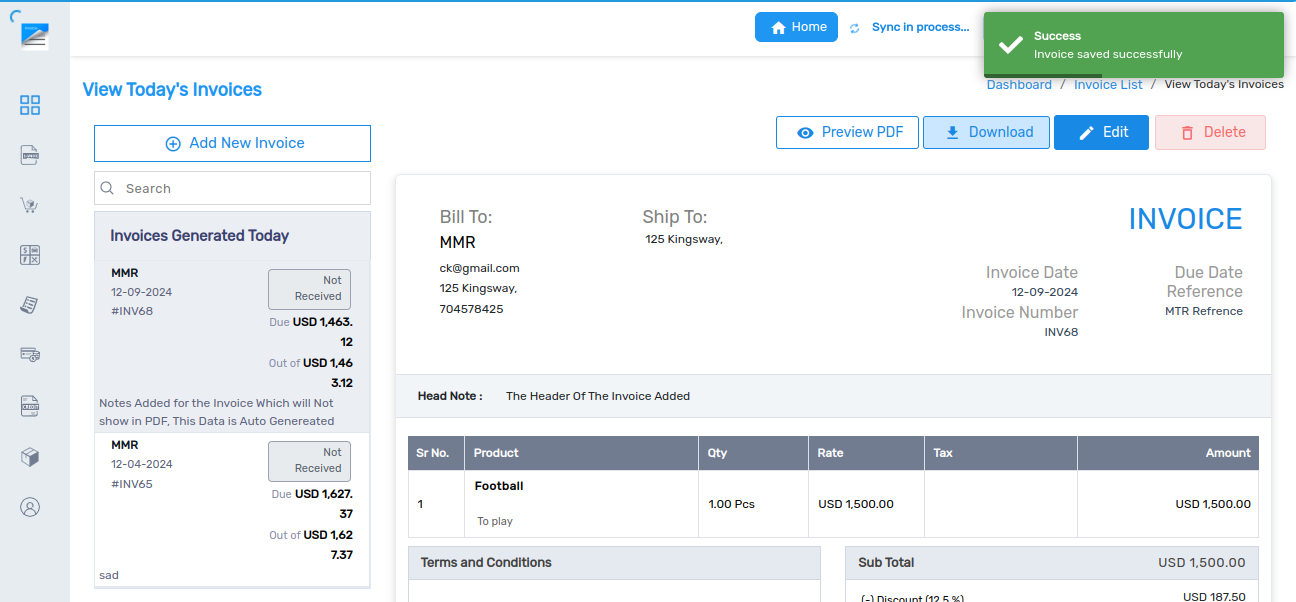 Home
Sync in process...
Success
Invoice saved successfully
View Today's Invoices
Dashboard / Invoice List / View Today's Invoices
Add New Invoice
Preview PDF
Download
Edit
Delete
Search
Invoices Generated Today
MMR
12-09-2024
#INV68
Not
Received
Due USD 1,463.
12
Out of USD 1,46
3.12
Notes Added for the Invoice Which will Not
show in PDF, This Data is Auto Genereated
MMR
12-04-2024
#INV65
Not
Received
Due USD 1,627.
37
Out of USD 1,62
7.37
sad
Bill To:
MMR
ck@gmail.com
125 Kingsway,
704578425
Ship To:
125 Kingsway,
INVOICE
Invoice Date
12-09-2024
Invoice Number
INV68
Due Date
Reference
MTR Refrence
Head Note : The Header Of The Invoice Added
Sr No. Product Qty Rate Tax Amount
1 Football 1.00 Pcs USD 1,500.00 USD 1,500.00
To play
Terms and Conditions
Sub Total USD 1,500.00
(-) Discount (12.5 %) USD 187.50